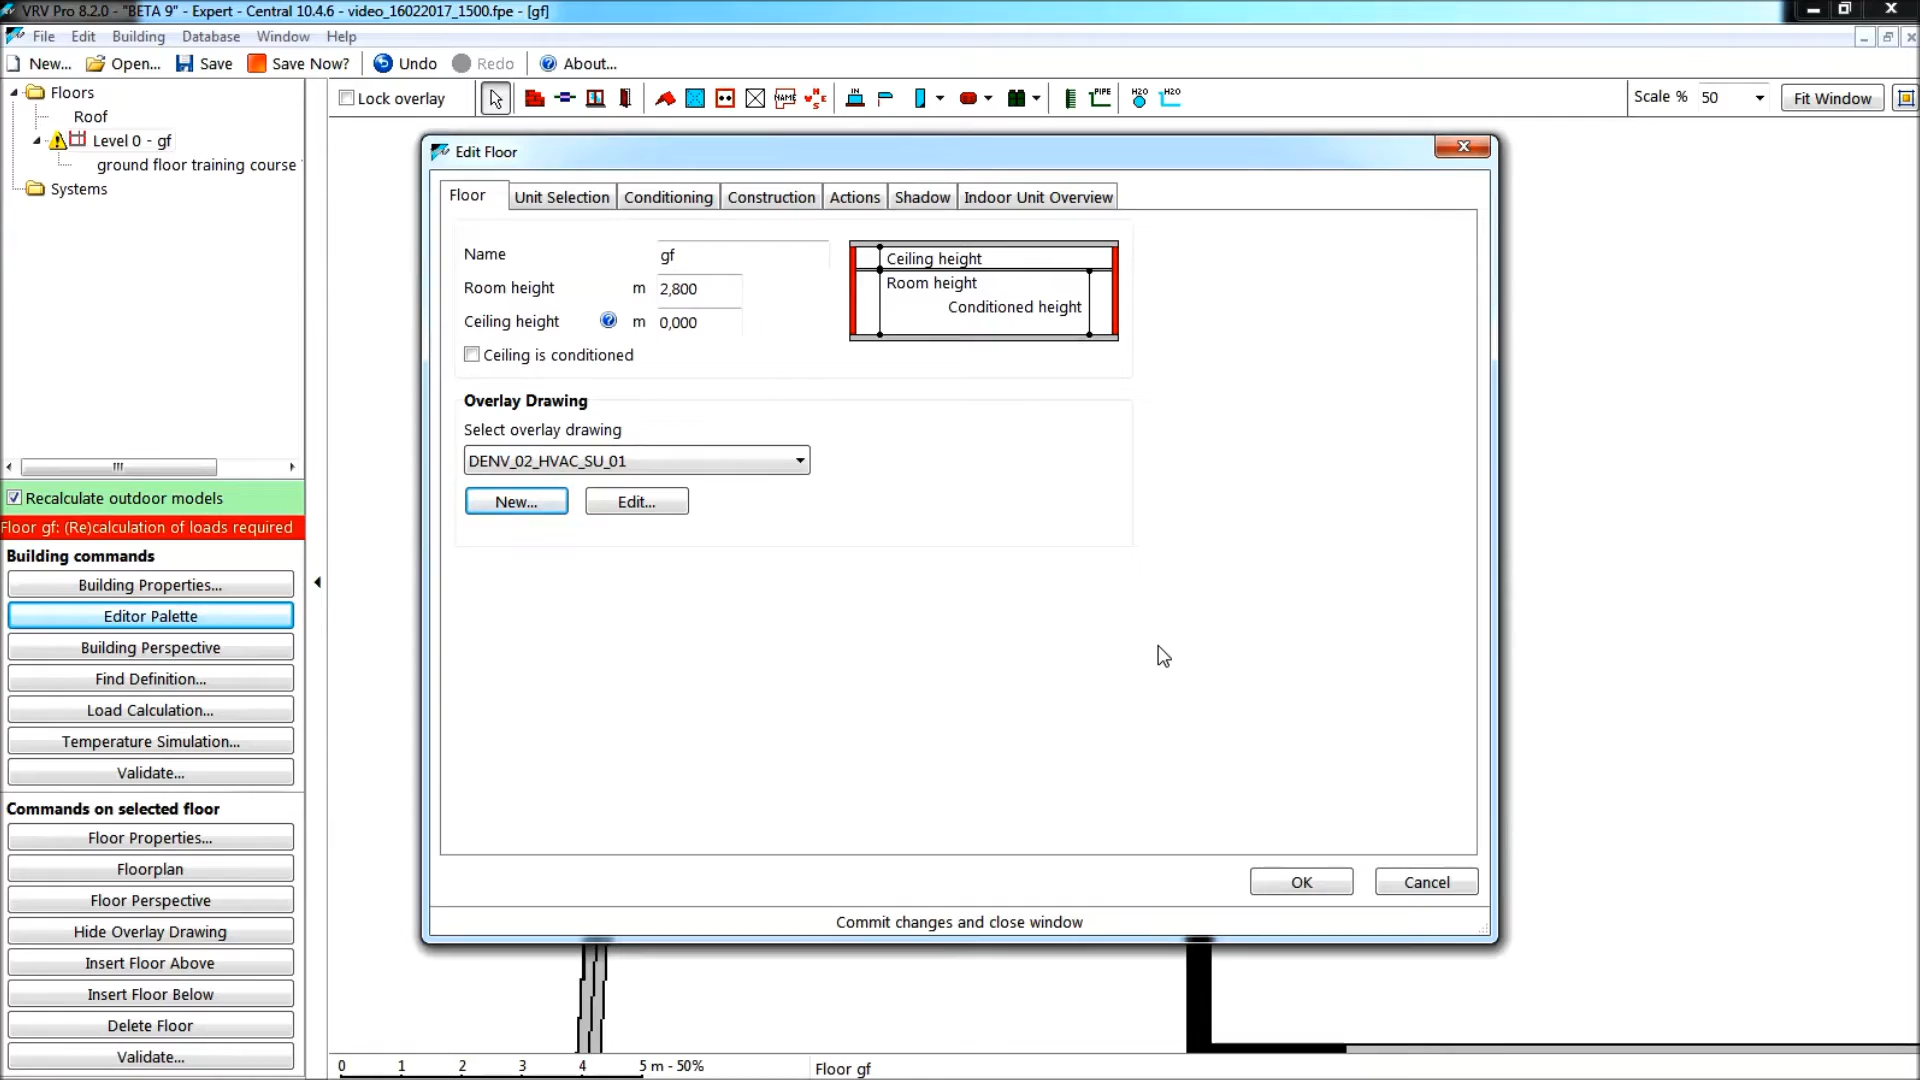 VRV Pro 8.2.0 - "BETA 9" - Expert - Central 10.4.6 - video_16022017_1500.fpe - [gf]
File Edit Building Database Window Help
New... Open... Save Save Now? Undo Redo About...
Floors
Roof
Level 0 - gf
ground floor training course
Systems
Lock overlay
NAME
PIPE
H2O
H2O
Scale % 50
Fit Window
Recalculate outdoor models
Floor gf: (Re)calculation of loads required
Building commands
Building Properties...
Editor Palette
Building Perspective
Find Definition...
Load Calculation...
Temperature Simulation...
Validate...
Commands on selected floor
Floor Properties...
Floorplan
Floor Perspective
Hide Overlay Drawing
Insert Floor Above
Insert Floor Below
Delete Floor
Validate...
Edit Floor
Floor Unit Selection Conditioning Construction Actions Shadow Indoor Unit Overview
Name gf
Room height m 2,800
Ceiling height m 0,000
Ceiling is conditioned
Ceiling height
Room height
Conditioned height
Overlay Drawing
Select overlay drawing
DENV_02_HVAC_SU_01
New... Edit...
OK Cancel
Commit changes and close window
0 1 2 3 4 5 m - 50%
Floor gf